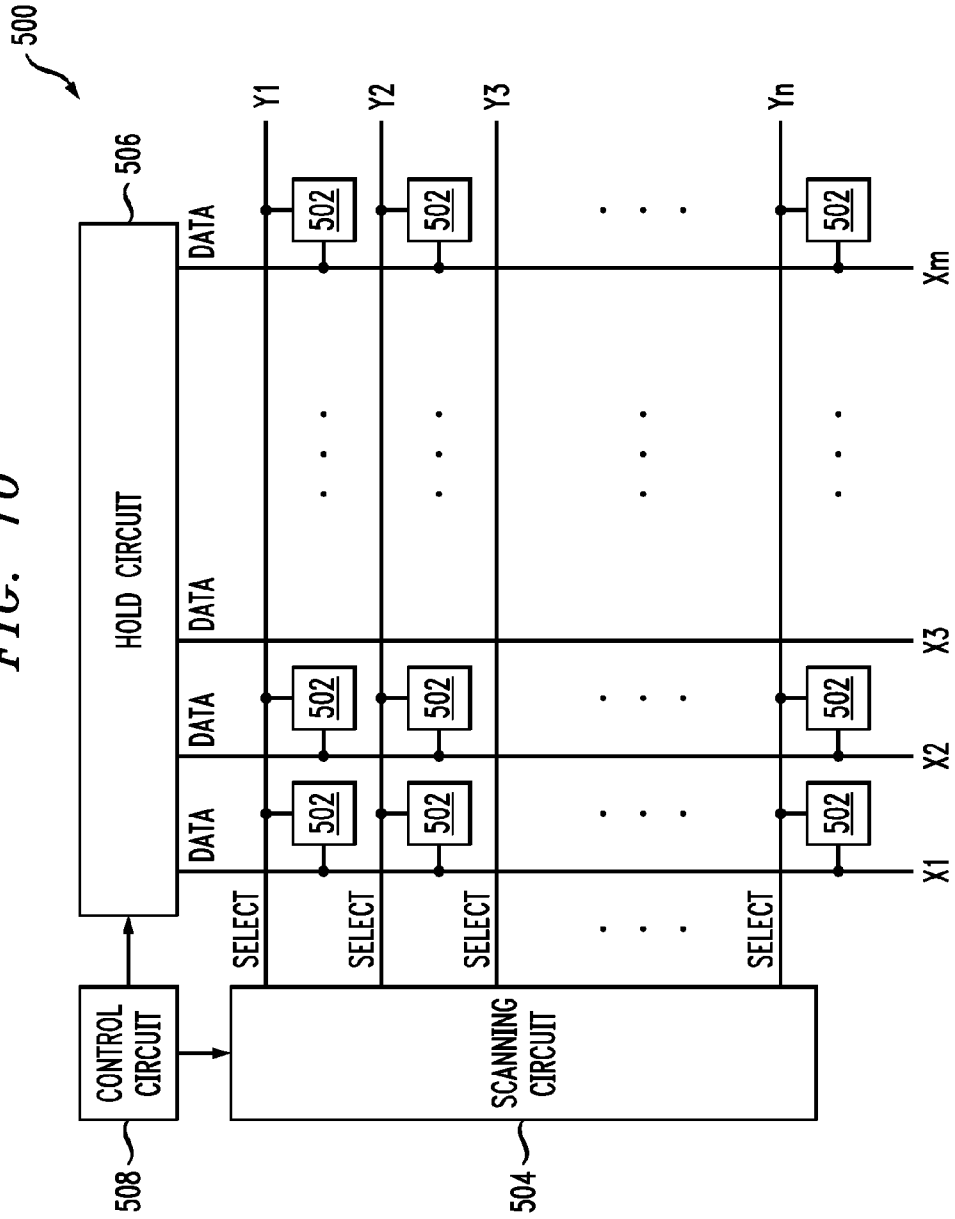 FIG. 10
500
506
HOLD CIRCUIT
CONTROL
CIRCUIT
508
DATA
DATA
DATA
DATA
SELECT
Y1
502
502
502
SELECT
Y2
502
502
502
SELECT
Y3
SCANNING
CIRCUIT
504
SELECT
Yn
502
502
502
X1
X2
X3
Xm